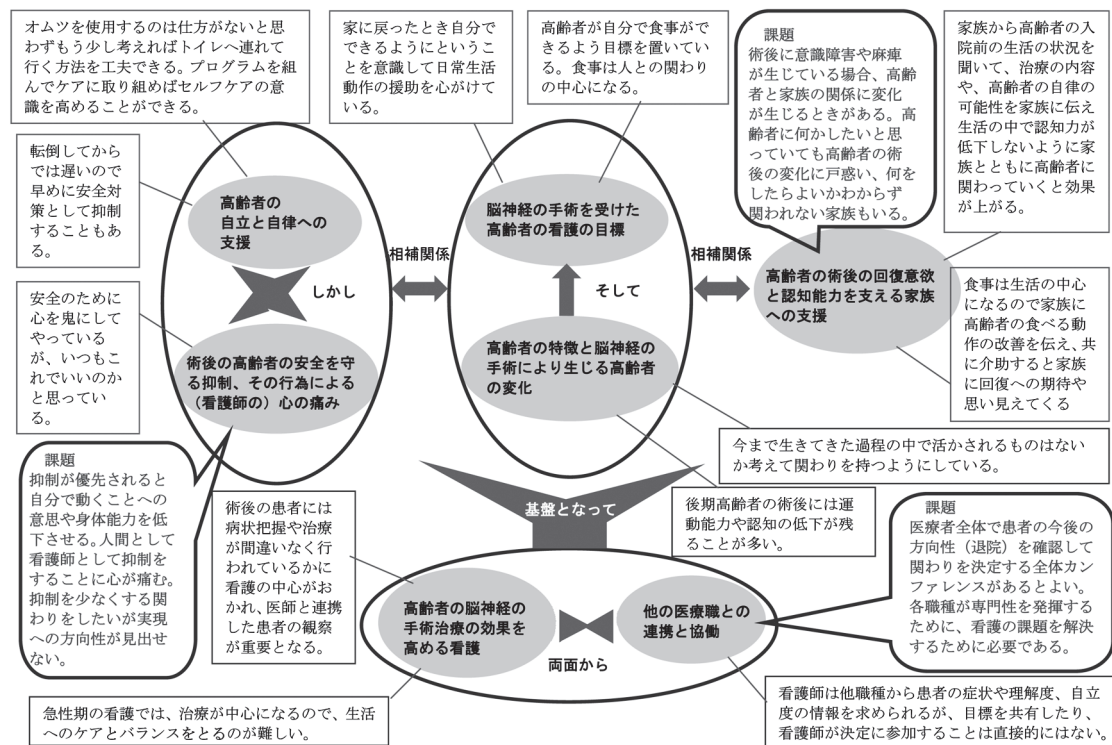 オムツを使用するのは仕方がないと思
わずもう少し考えればトイレへ連れて
行く方法を工夫できる。プログラムを組
んでケアに取り組めばセルフケアの意
識を高めることができる。
家に戻ったとき自分で
できるようにというこ
とを意識して日常生活
動作の援助を心がけて
いる。
高齢者が自分で食事がで
きるよう目標を置いてい
る。食事は人との関わり
の中心になる。
課題
術後に意識障害や麻痺
が生じている場合、高齢
者と家族の関係に変化
が生じるときがある。高
齢者に何かしたいと思
っていても高齢者の術
後の変化に戸惑い、何を
したらよいかわからず
関われない家族もいる。
家族から高齢者の入
院前の生活の状況を
聞いて、治療の内容
や、高齢者の自律の
可能性を家族に伝え
生活の中で認知力が
低下しないように家
族とともに高齢者に
関わっていくと効果
が上がる。
転倒してから
では遅いので
早めに安全対
策として抑制
することもあ
る。
高齢者の
自立と自律への
支援
しかし
安全のために
心を鬼にして
やっている
が、いつもこ
れでいいのか
と思ってい
る。
術後の高齢者の安全を守
る抑制、その行為による
（看護師の）心の痛み
相補関係
脳神経の手術を受けた
高齢者の看護の目標
そして
高齢者の特徴と脳神経の
手術により生じる高齢者
の変化
相補関係
高齢者の術後の回復意欲
と認知能力を支える家族
への支援
食事は生活の中心
になるので家族に
高齢者の食べる動
作の改善を伝え、共
に介助すると家族
に回復への期待や
思い見えてくる
今まで生きてきた過程の中で活かされるものはない
か考えて関わりを持つようにしている。
課題
抑制が優先されると
自分で動くことへの
意思や身体能力を低
下させる。人間として
看護師として抑制を
することに心が痛む。
抑制を少なくする関
わりをしたいが実現
への方向性が見出せ
ない。
術後の患者には
病状把握や治療
が間違いなく行
われているかに
看護の中心がお
かれ、医師と連携
した患者の観察
が重要となる。
基盤となって
後期高齢者の術後には運
動能力や認知の低下が残
ることが多い。
課題
医療者全体で患者の今後の
方向性（退院）を確認して
関わりを決定する全体カン
ファレンスがあるとよい。
各職種が専門性を発揮する
ために、看護の課題を解決
するために必要である。
高齢者の脳神経の
手術治療の効果を
高める看護
両面から
他の医療職との
連携と協働
急性期の看護では、治療が中心になるので、生活
へのケアとバランスをとるのが難しい。
看護師は他職種から患者の症状や理解度、自立
度の情報を求められるが、目標を共有したり、
看護師が決定に参加することは直接的にはない。